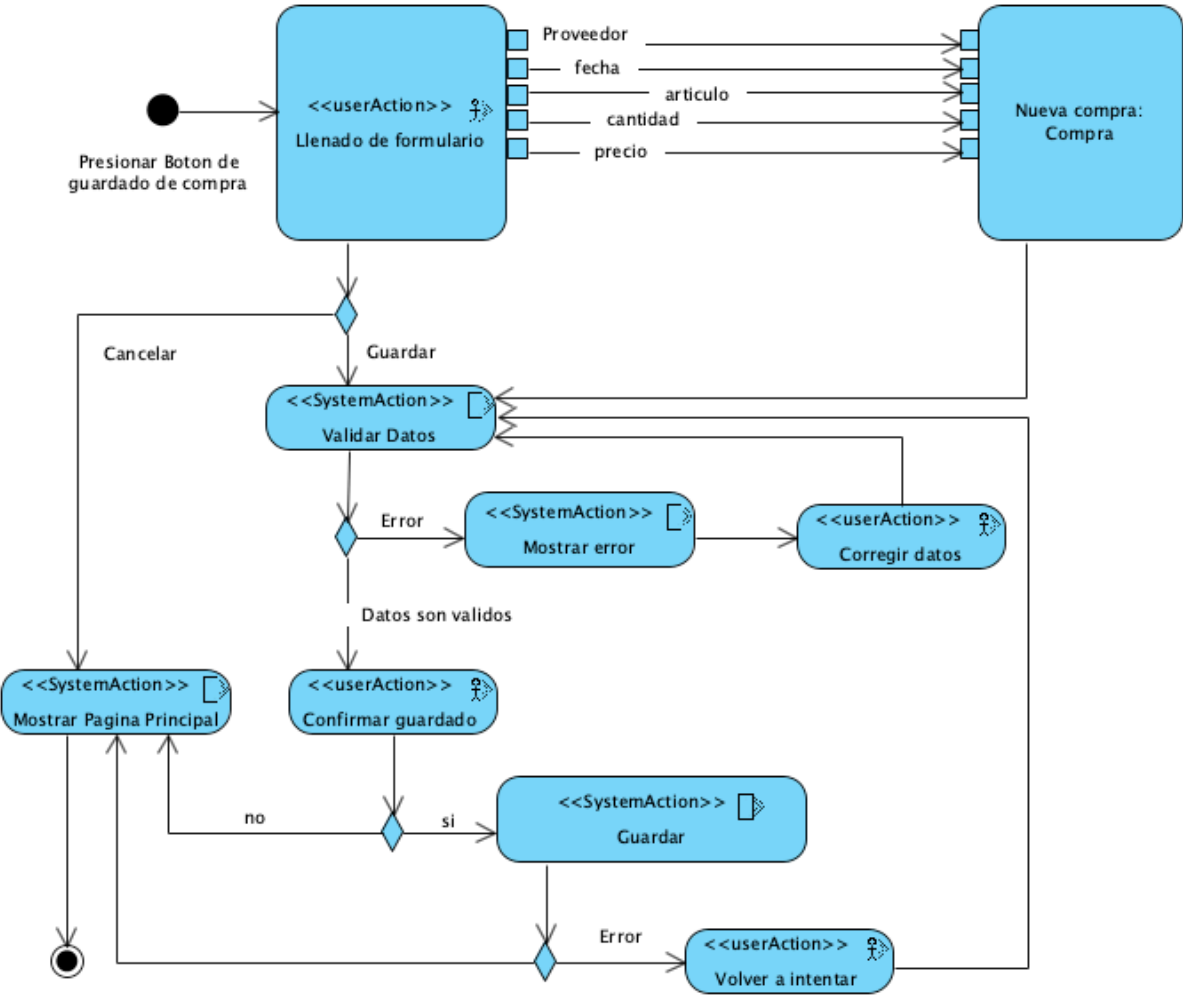 Proveedor
fecha
articulo
cantidad
precio
<<userAction>>
Llenado de formulario
Nueva compra:
Compra
Presionar Boton de
guardado de compra
Cancelar
Guardar
<<SystemAction>>
Validar Datos
Error
<<SystemAction>>
Mostrar error
<<userAction>>
Corregir datos
Datos son validos
<<SystemAction>>
Mostrar Pagina Principal
<<userAction>>
Confirmar guardado
no
si
<<SystemAction>>
Guardar
Error
<<userAction>>
Volver a intentar